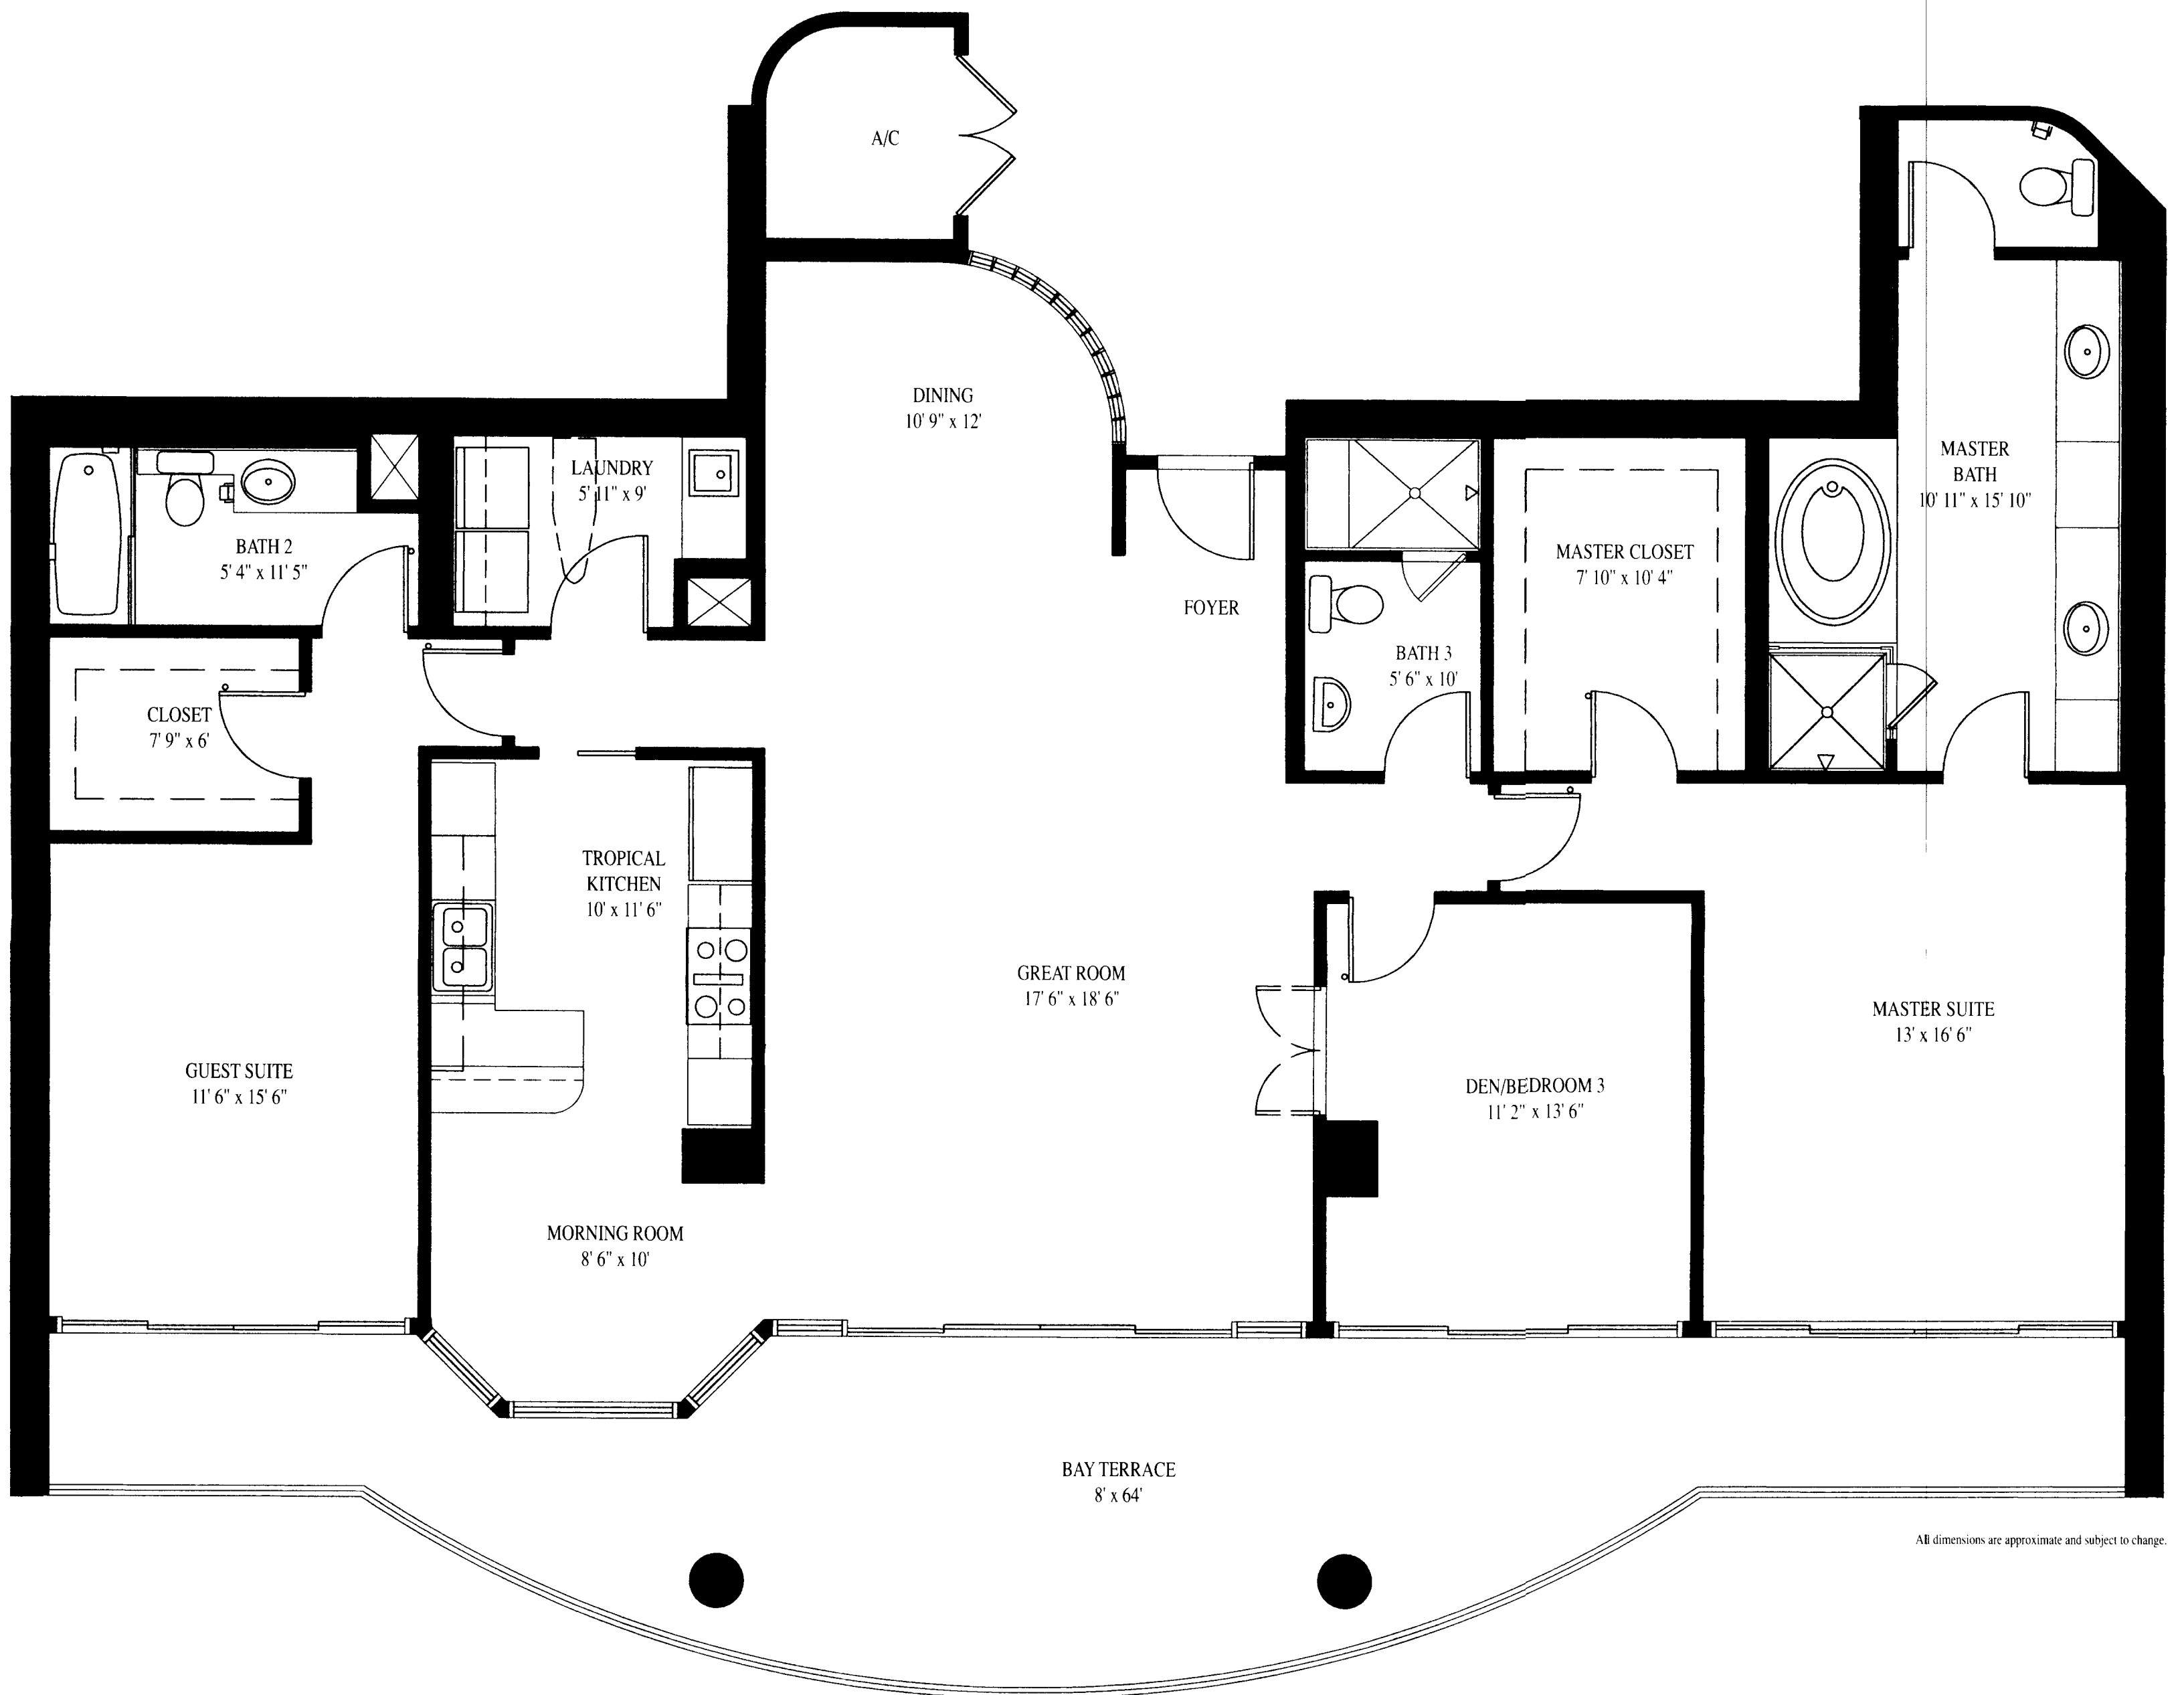 A/C
DINING
10' 9" x 12'
LAUNDRY
5' 11" x 9'
BATH 2
5' 4" x 11' 5"
MASTER
BATH
10' 11" x 15' 10"
MASTER CLOSET
7' 10" x 10' 4"
FOYER
BATH 3
5' 6" x 10'
CLOSET
7' 9" x 6'
TROPICAL
KITCHEN
10' x 11' 6"
GREAT ROOM
17' 6" x 18' 6"
MASTER SUITE
13' x 16' 6"
GUEST SUITE
11' 6" x 15' 6"
DEN/BEDROOM 3
11' 2" x 13' 6"
MORNING ROOM
8' 6" x 10'
BAY TERRACE
8' x 64'
All dimensions are approximate and subject to change.